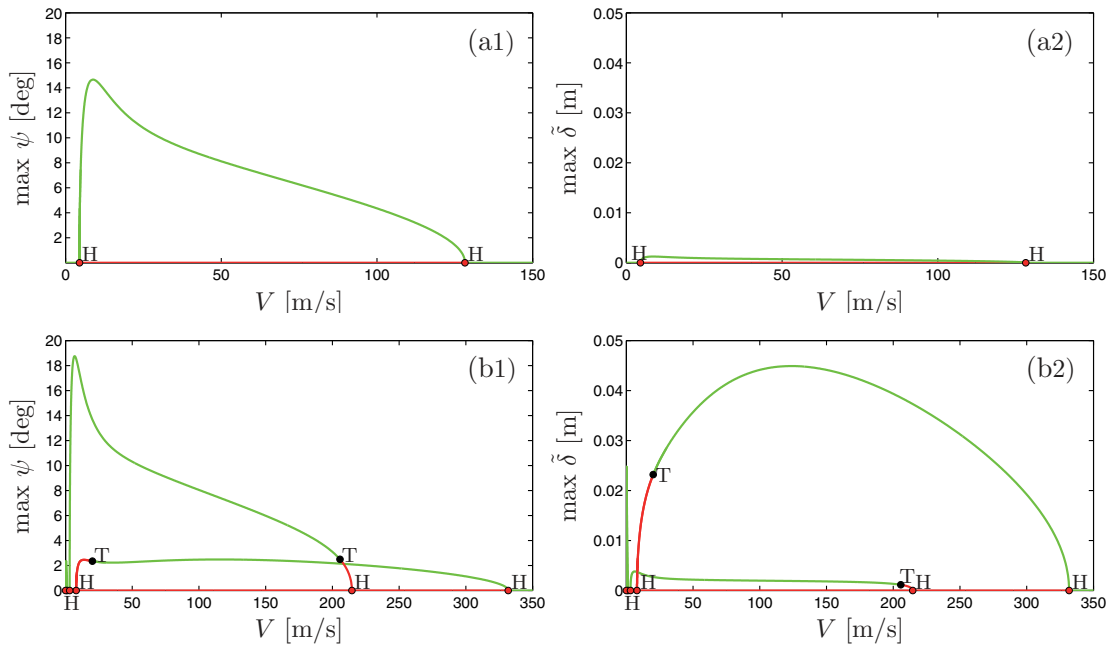 (a1)
max ψ [deg]
20
18
16
14
12
10
8
6
4
2
H
H
0
50
100
150
V [m/s]
(a2)
max δ̃ [m]
0.05
0.04
0.03
0.02
0.01
0
H
H
0
50
100
150
V [m/s]
(b1)
max ψ [deg]
20
18
16
14
12
10
8
6
4
2
0
T
T
H
H
H
H
0
50
100
150
200
250
300
350
V [m/s]
(b2)
max δ̃ [m]
0.05
0.04
0.03
0.02
0.01
0
T
T
H
H
H
H
0
50
100
150
200
250
300
350
V [m/s]